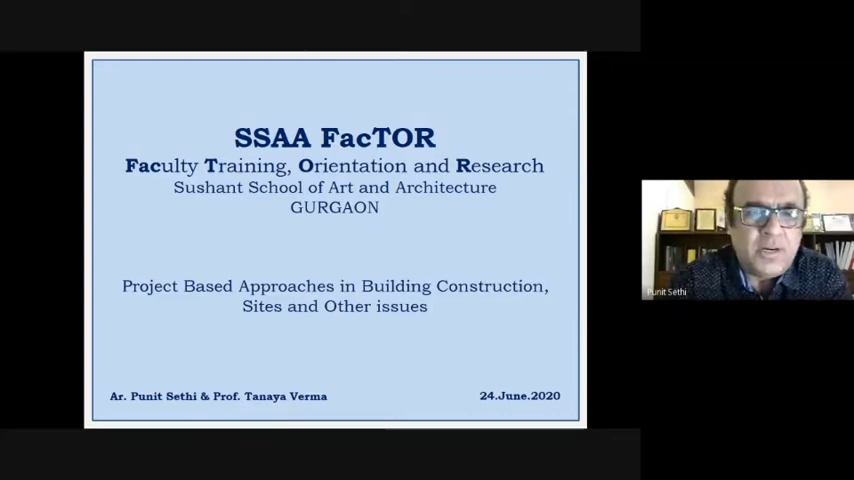 SSAA FacTOR
Faculty Training, Orientation and Research
Sushant School of Art and Architecture
GURGAON
Project Based Approaches in Building Construction,
Sites and Other issues
Ar. Punit Sethi & Prof. Tanaya Verma
24.June.2020
Punit Sethi